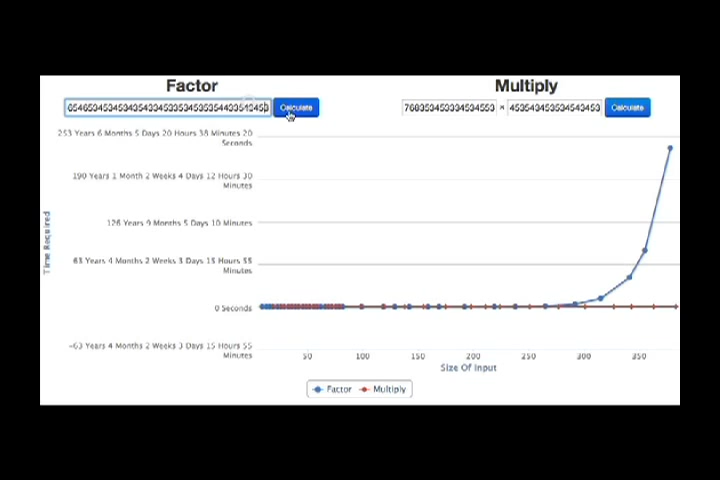 Factor
Multiply
Calculate
×
Calculate
253 Years 6 Months 5 Days 20 Hours 38 Minutes 20
Seconds
190 Years 1 Month 2 Weeks 4 Days 12 Hours 30
Minutes
126 Years 9 Months 5 Days 10 Minutes
63 Years 4 Months 2 Weeks 3 Days 15 Hours 55
Minutes
0 Seconds
-63 Years 4 Months 2 Weeks 3 Days 15 Hours 55
Minutes
Time Required
50 100 150 200 250 300 350
Size Of Input
Factor Multiply